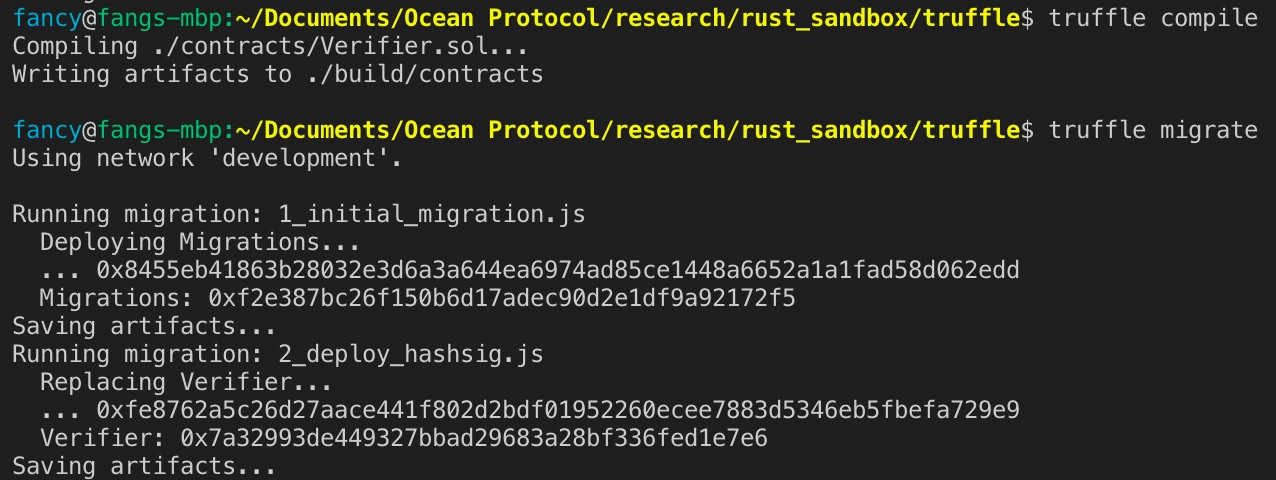 fancy@fangs-mbp:~/Documents/Ocean Protocol/research/rust_sandbox/truffle$ truffle compile
Compiling ./contracts/Verifier.sol...
Writing artifacts to ./build/contracts
fancy@fangs-mbp:~/Documents/Ocean Protocol/research/rust_sandbox/truffle$ truffle migrate
Using network 'development'.
Running migration: 1_initial_migration.js
Deploying Migrations...
... 0x8455eb41863b28032e3d6a3a644ea6974ad85ce1448a6652a1a1fad58d062edd
Migrations: 0xf2e387bc26f150b6d17adec90d2e1df9a92172f5
Saving artifacts...
Running migration: 2_deploy_hashsig.js
Replacing Verifier...
... 0xfe8762a5c26d27aace441f802d2bdf01952260ecee7883d5346eb5fbefa729e9
Verifier: 0x7a32993de449327bbad29683a28bf336fed1e7e6
Saving artifacts...